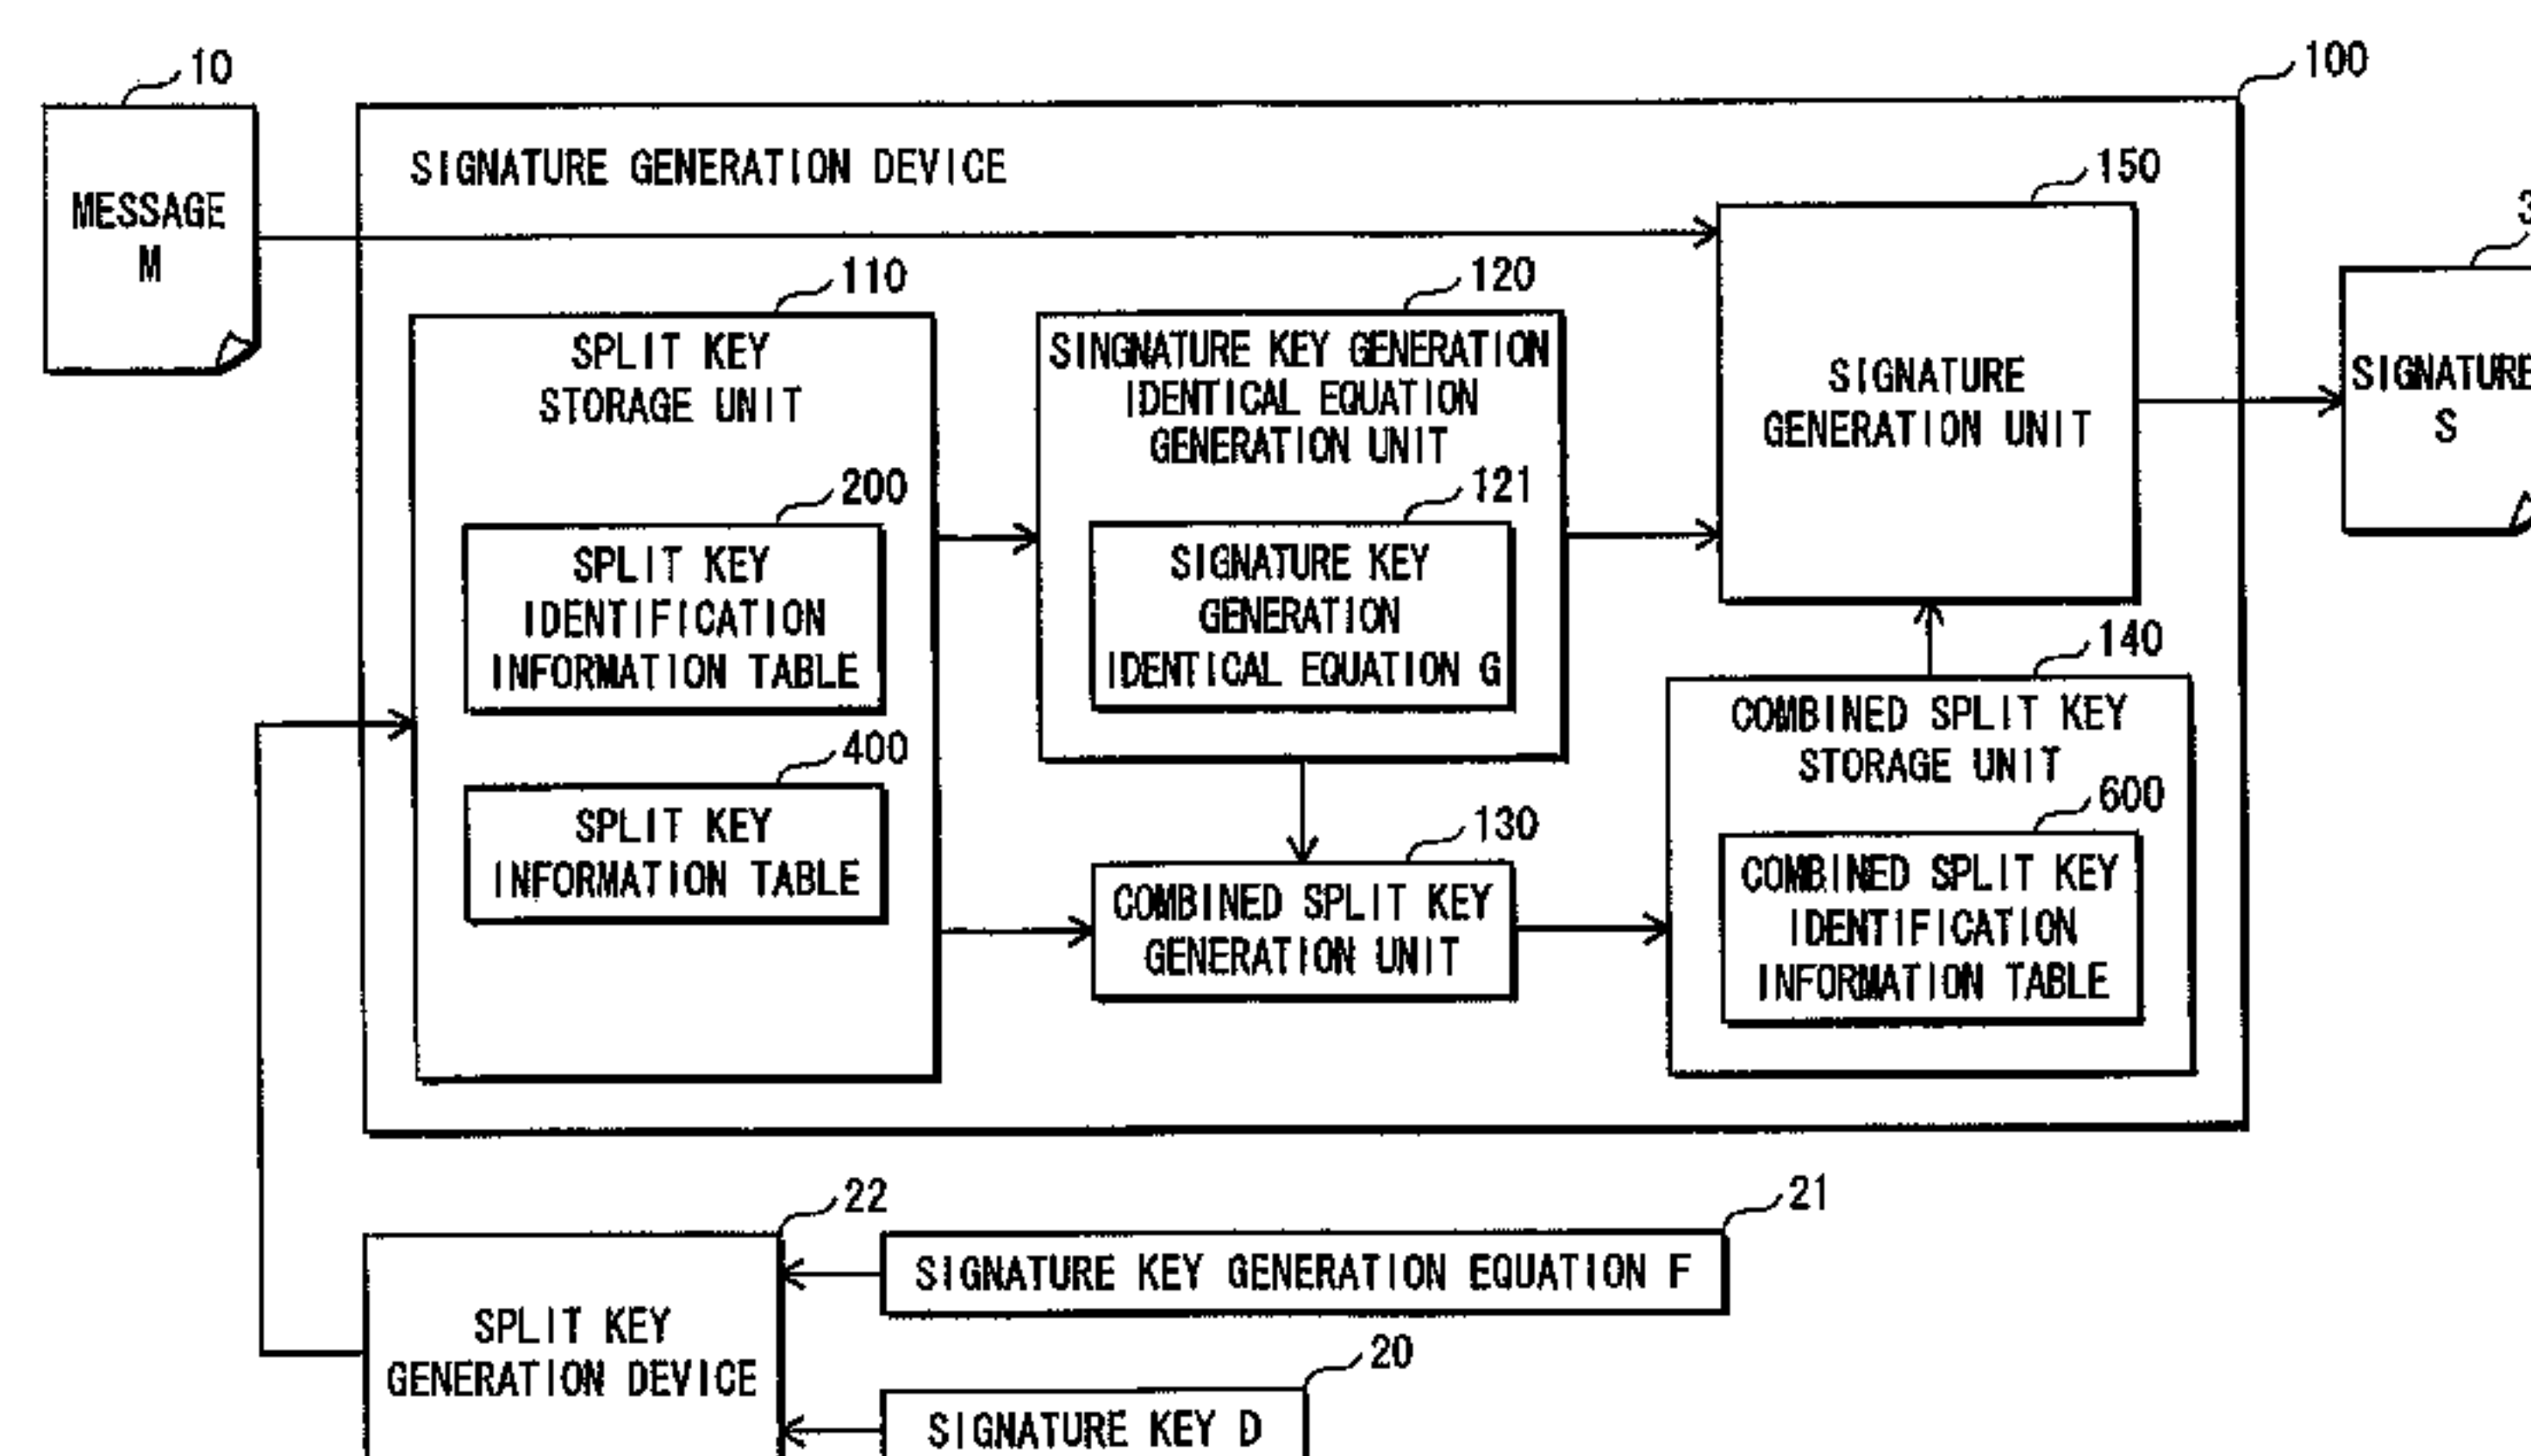 10
100
MESSAGE
M
SIGNATURE GENERATION DEVICE
150
3
110
120
SPLIT KEY
STORAGE UNIT
SINGNATURE KEY GENERATION
IDENTICAL EQUATION
GENERATION UNIT
SIGNATURE
GENERATION UNIT
SIGNATURE
S
200
121
SPLIT KEY
IDENTIFICATION
INFORMATION TABLE
SIGNATURE KEY
GENERATION
IDENTICAL EQUATION G
140
400
COMBINED SPLIT KEY
STORAGE UNIT
SPLIT KEY
INFORMATION TABLE
130
600
COMBINED SPLIT KEY
GENERATION UNIT
COMBINED SPLIT KEY
IDENTIFICATION
INFORMATION TABLE
22
21
SIGNATURE KEY GENERATION EQUATION F
SPLIT KEY
GENERATION DEVICE
20
SIGNATURE KEY D